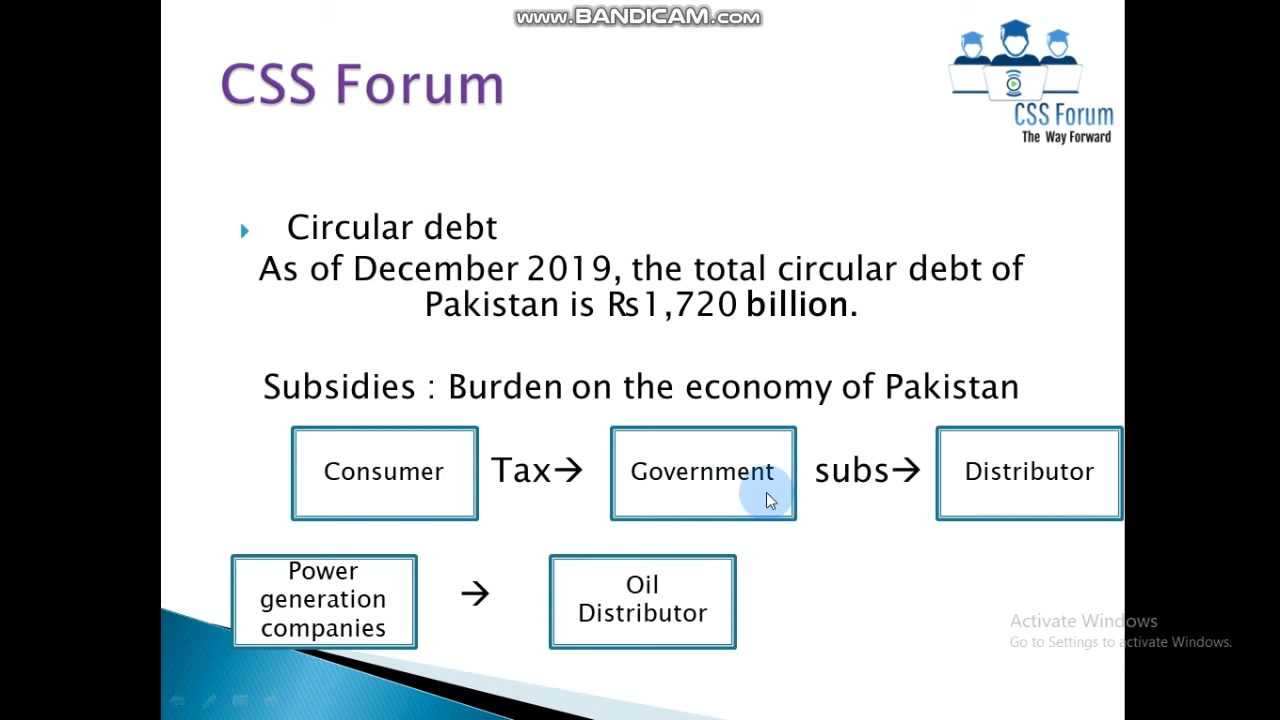 www.BANDICAM.com
CSS Forum
CSS Forum
The Way Forward
Circular debt
As of December 2019, the total circular debt of
Pakistan is ₨1,720 billion.
Subsidies : Burden on the economy of Pakistan
Consumer Tax→ Government subs→ Distributor
Power
generation
companies
→
Oil
Distributor
Activate Windows
Go to Settings to activate Windows.